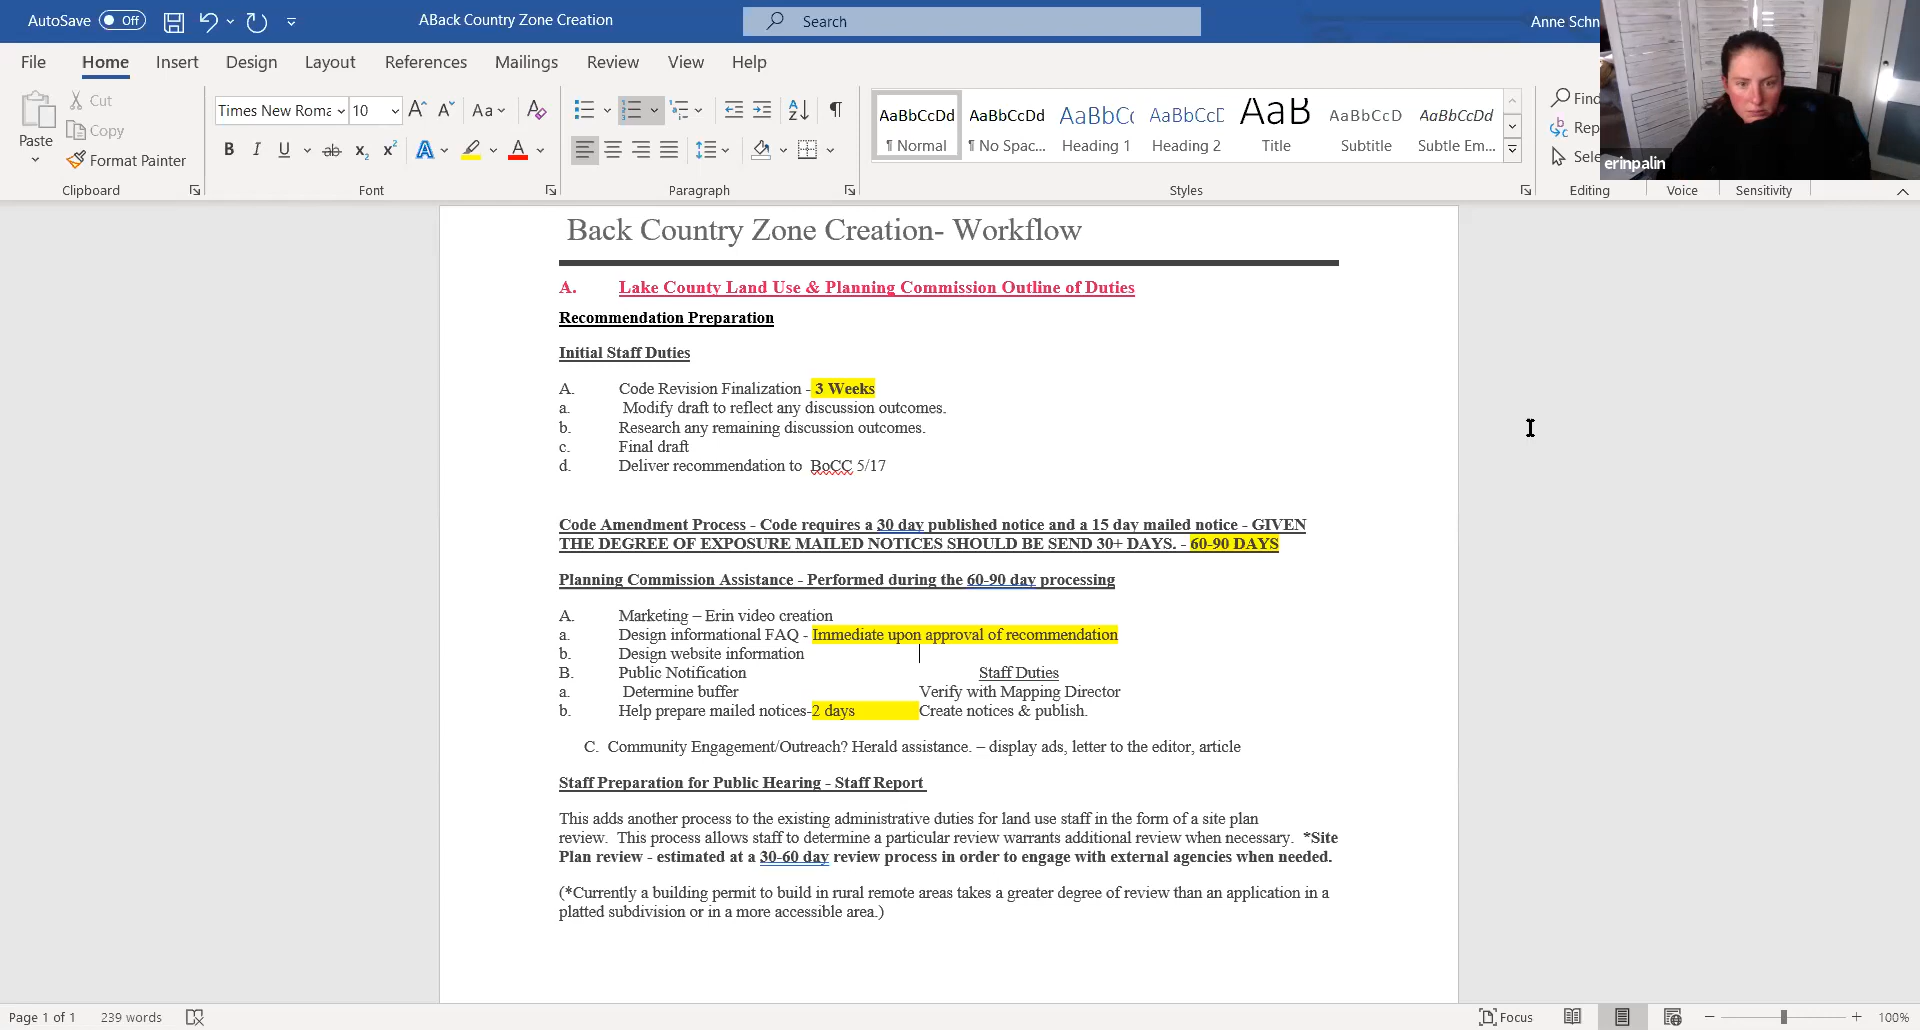 AutoSave Off
ABack Country Zone Creation
Search
Anne Schn
File Home Insert Design Layout References Mailings Review View Help
Paste
Cut
Copy
Format Painter
Clipboard
Times New Roma 10
Font
Paragraph
AaBbCcDd AaBbCcDd AaBbC AaBbCcD AaB AaBbCcD AaBbCcDd
¶ Normal ¶ No Spac... Heading 1 Heading 2 Title Subtitle Subtle Em...
Styles
Find
Rep
Sele
Editing Voice Sensitivity
erinpalin
Back Country Zone Creation- Workflow
A. Lake County Land Use & Planning Commission Outline of Duties
Recommendation Preparation
Initial Staff Duties
A. Code Revision Finalization - 3 Weeks
a. Modify draft to reflect any discussion outcomes.
b. Research any remaining discussion outcomes.
c. Final draft
d. Deliver recommendation to BoCC 5/17
Code Amendment Process - Code requires a 30 day published notice and a 15 day mailed notice - GIVEN
THE DEGREE OF EXPOSURE MAILED NOTICES SHOULD BE SEND 30+ DAYS. - 60-90 DAYS
Planning Commission Assistance - Performed during the 60-90 day processing
A. Marketing – Erin video creation
a. Design informational FAQ - Immediate upon approval of recommendation
b. Design website information
B. Public Notification Staff Duties
a. Determine buffer Verify with Mapping Director
b. Help prepare mailed notices-2 days Create notices & publish.
C. Community Engagement/Outreach? Herald assistance. – display ads, letter to the editor, article
Staff Preparation for Public Hearing - Staff Report
This adds another process to the existing administrative duties for land use staff in the form of a site plan
review. This process allows staff to determine a particular review warrants additional review when necessary. *Site
Plan review - estimated at a 30-60 day review process in order to engage with external agencies when needed.
(*Currently a building permit to build in rural remote areas takes a greater degree of review than an application in a
platted subdivision or in a more accessible area.)
Page 1 of 1 239 words
Focus
100%